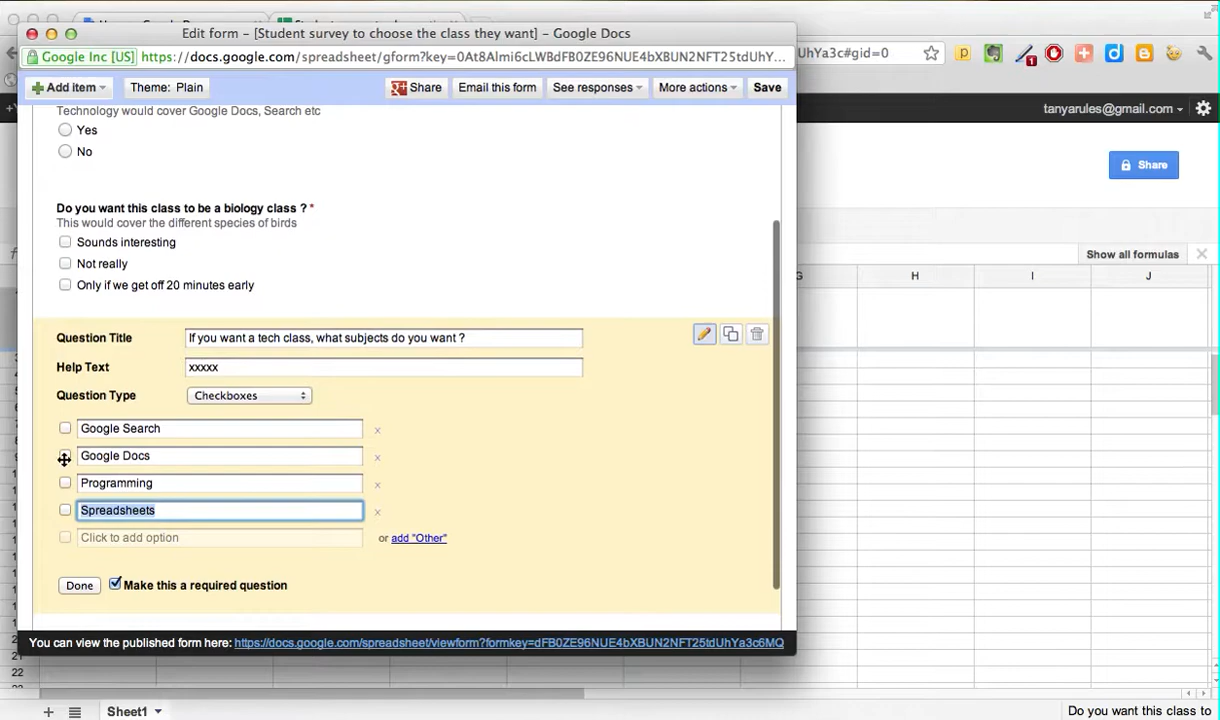 Edit form – [Student survey to choose the class they want] – Google Docs
Google Inc [US]
https://docs.google.com/spreadsheet/gform?key=0At8Almi6cLWBdFB0ZE96NUE4bXBUN2NFT2StdUhY...
UhYa3c#gid=0
Add item
Theme: Plain
Share
Email this form
See responses
More actions
Save
tanyarules@gmail.com
Share
Technology would cover Google Docs, Search etc
Yes
No
Do you want this class to be a biology class ? *
This would cover the different species of birds
Sounds interesting
Not really
Only if we get off 20 minutes early
Show all formulas
G H I J
Question Title If you want a tech class, what subjects do you want ?
Help Text xxxxx
Question Type Checkboxes
Google Search x
Google Docs x
Programming x
Spreadsheets x
Click to add option or add "Other"
Done Make this a required question
You can view the published form here: https://docs.google.com/spreadsheet/viewform?formkey=dFB0ZE96NUE4bXBUN2NFT25tdUhYa3c6MQ
21
22
Sheet1
Do you want this class to